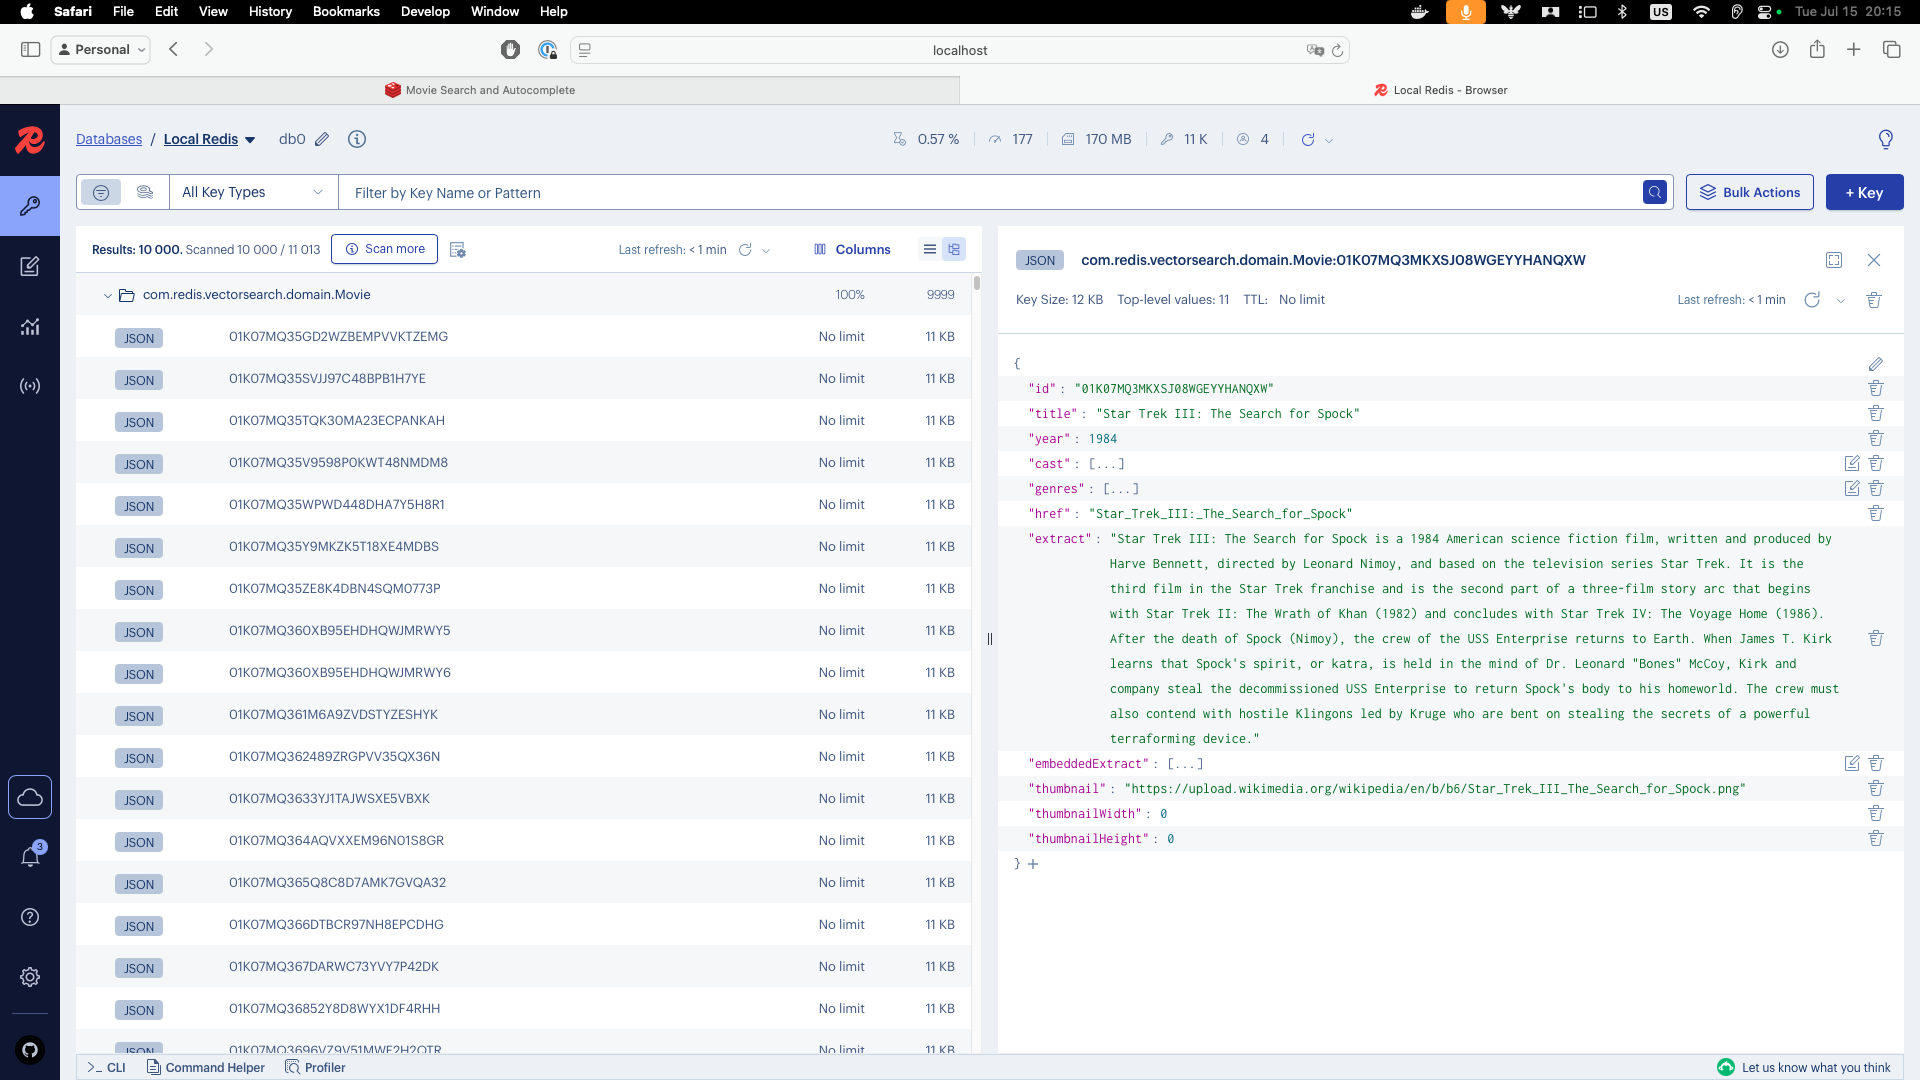 Safari File Edit View History Bookmarks Develop Window Help US Tue Jul 15 20:15
Personal localhost
Movie Search and Autocomplete Local Redis - Browser
Databases / Local Redis db0 0.57 % 177 170 MB 11 K 4
All Key Types Filter by Key Name or Pattern Bulk Actions + Key
Results: 10 000. Scanned 10 000 / 11 013 Scan more Last refresh: < 1 min Columns
com.redis.vectorsearch.domain.Movie 100% 9999
JSON 01K07MQ35GD2WZBEMPVVKTZEMG No limit 11 KB
JSON 01K07MQ35SVJJ97C48BPB1H7YE No limit 11 KB
JSON 01K07MQ35TQK30MA23ECPANKAH No limit 11 KB
JSON 01K07MQ35V9598P0KWT48NMDM8 No limit 11 KB
JSON 01K07MQ35WPWD448DHA7Y5H8R1 No limit 11 KB
JSON 01K07MQ35Y9MKZK5T18XE4MDBS No limit 11 KB
JSON 01K07MQ35ZE8K4DBN4SQM0773P No limit 11 KB
JSON 01K07MQ360XB95EHDHQWJMRWY5 No limit 11 KB
JSON 01K07MQ360XB95EHDHQWJMRWY6 No limit 11 KB
JSON 01K07MQ361M6A9ZVDSTYZESHYK No limit 11 KB
JSON 01K07MQ362489ZRGPVV35QX36N No limit 11 KB
JSON 01K07MQ3633YJ1TAJWSXE5VBXK No limit 11 KB
JSON 01K07MQ364AQVXXEM96N01S8GR No limit 11 KB
JSON 01K07MQ365Q8C8D7AMK7GVQA32 No limit 11 KB
JSON 01K07MQ366DTBCR97NH8EPCDHG No limit 11 KB
JSON 01K07MQ367DARWC73YVY7P42DK No limit 11 KB
JSON 01K07MQ36852Y8D8WYX1DF4RHH No limit 11 KB
JSON 01K07MQ3696VZ9V51MWF2H2QTR No limit 11 KB
JSON com.redis.vectorsearch.domain.Movie:01K07MQ3MKXSJ08WGEYYHANQXW
Key Size: 12 KB Top-level values: 11 TTL: No limit Last refresh: < 1 min
{
"id" : "01K07MQ3MKXSJ08WGEYYHANQXW"
"title" : "Star Trek III: The Search for Spock"
"year" : 1984
"cast" : [...]
"genres" : [...]
"href" : "Star_Trek_III:_The_Search_for_Spock"
"extract" : "Star Trek III: The Search for Spock is a 1984 American science fiction film, written and produced by
Harve Bennett, directed by Leonard Nimoy, and based on the television series Star Trek. It is the
third film in the Star Trek franchise and is the second part of a three-film story arc that begins
with Star Trek II: The Wrath of Khan (1982) and concludes with Star Trek IV: The Voyage Home (1986).
After the death of Spock (Nimoy), the crew of the USS Enterprise returns to Earth. When James T. Kirk
learns that Spock's spirit, or katra, is held in the mind of Dr. Leonard "Bones" McCoy, Kirk and
company steal the decommissioned USS Enterprise to return Spock's body to his homeworld. The crew must
also contend with hostile Klingons led by Kruge who are bent on stealing the secrets of a powerful
terraforming device."
"embeddedExtract" : [...]
"thumbnail" : "https://upload.wikimedia.org/wikipedia/en/b/b6/Star_Trek_III_The_Search_for_Spock.png"
"thumbnailWidth" : 0
"thumbnailHeight" : 0
} +
3
>_ CLI Command Helper Profiler Let us know what you think